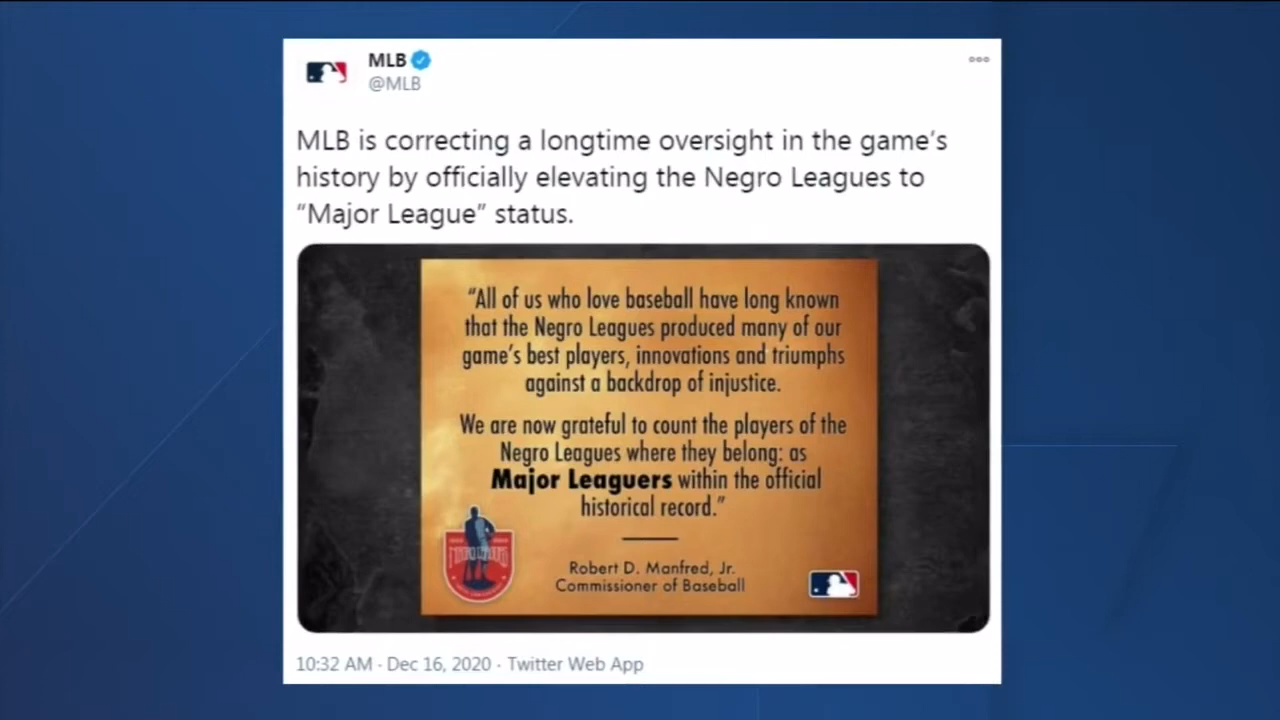 MLB
@MLB
MLB is correcting a longtime oversight in the game's
history by officially elevating the Negro Leagues to
“Major League” status.
“All of us who love baseball have long known
that the Negro Leagues produced many of our
game's best players, innovations and triumphs
against a backdrop of injustice.
We are now grateful to count the players of the
Negro Leagues where they belong: as
Major Leaguers within the official
historical record.”
Robert D. Manfred, Jr.
Commissioner of Baseball
10:32 AM · Dec 16, 2020 · Twitter Web App